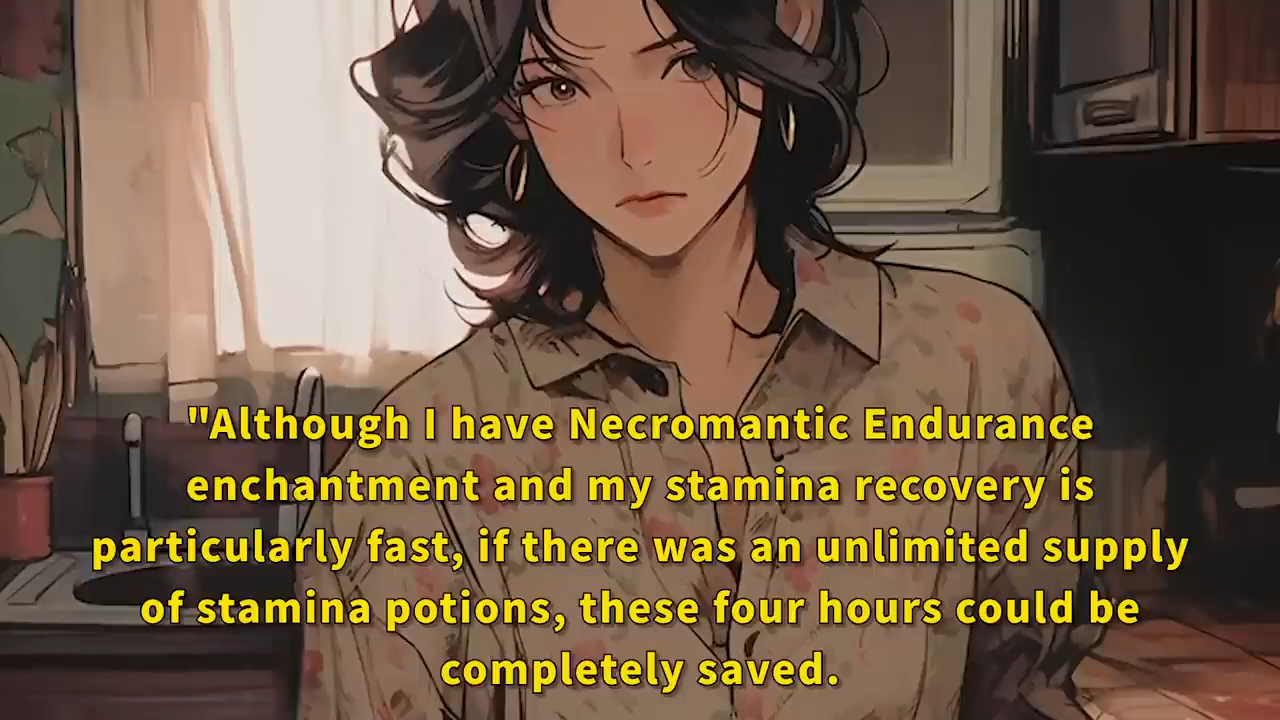 "Although I have Necromantic Endurance
enchantment and my stamina recovery is
particularly fast, if there was an unlimited supply
of stamina potions, these four hours could be
completely saved.